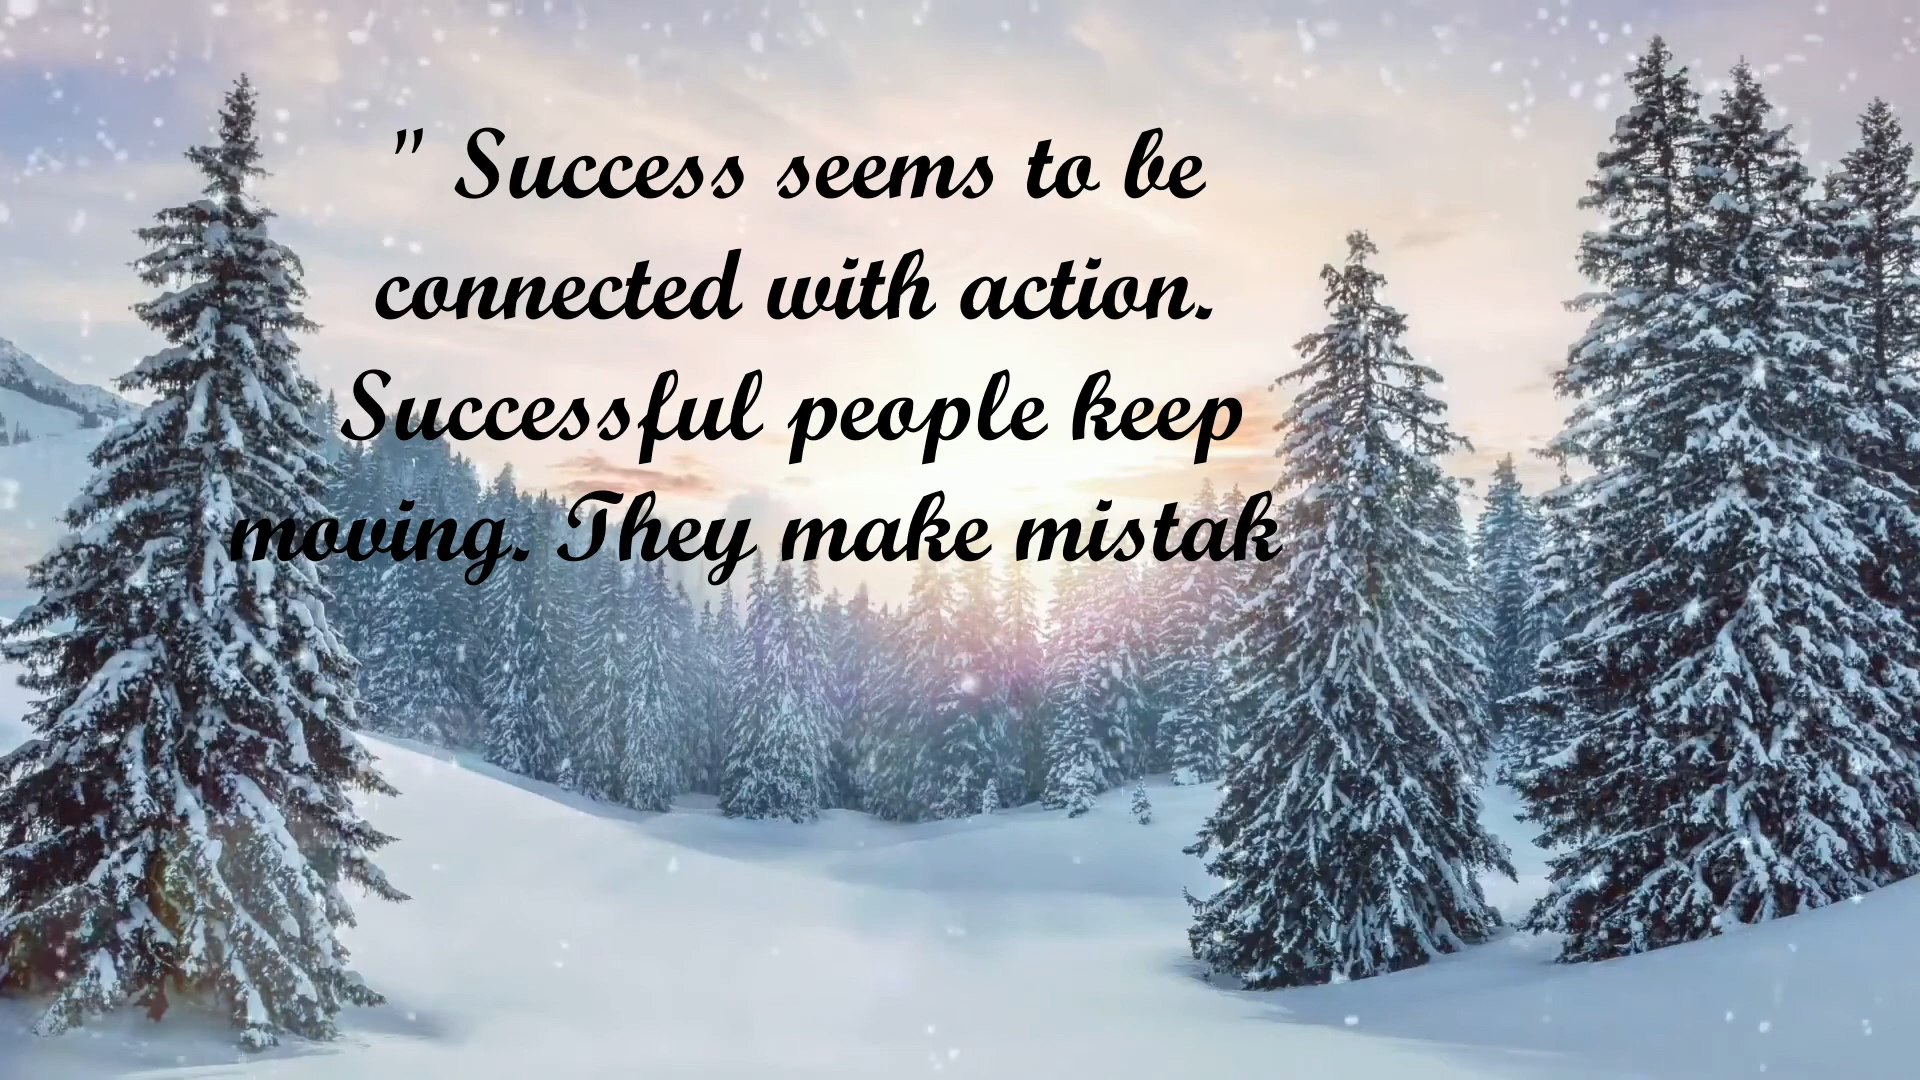 " Success seems to be
connected with action.
Successful people keep
moving. They make mistak